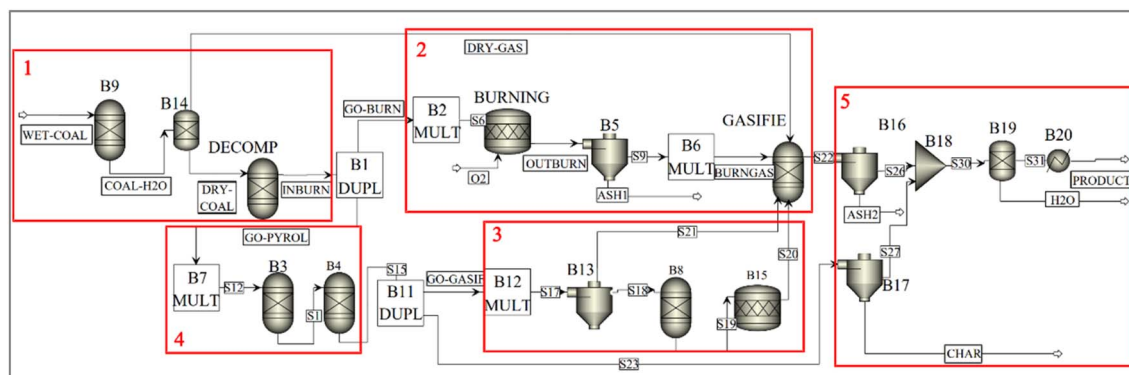 1
B9
WET-COAL
COAL-H2O
B14
DECOMP
DRY-
COAL
INBURN
B1
DUPL
GO-BURN
2
DRY-GAS
B2
MULT
S6
BURNING
O2
OUTBURN
B5
S9
ASH1
B6
MULT
BURNGAS
GASIFIE
S22
4
GO-PYROL
B7
MULT
S12
B3
S1
B4
S15
B11
DUPL
GO-GASIF
3
B12
MULT
S17
B13
S21
S18
B8
S19
B15
S20
S23
5
B16
S26
ASH2
B18
S30
B19
S31
B20
PRODUCT
H2O
S27
B17
CHAR